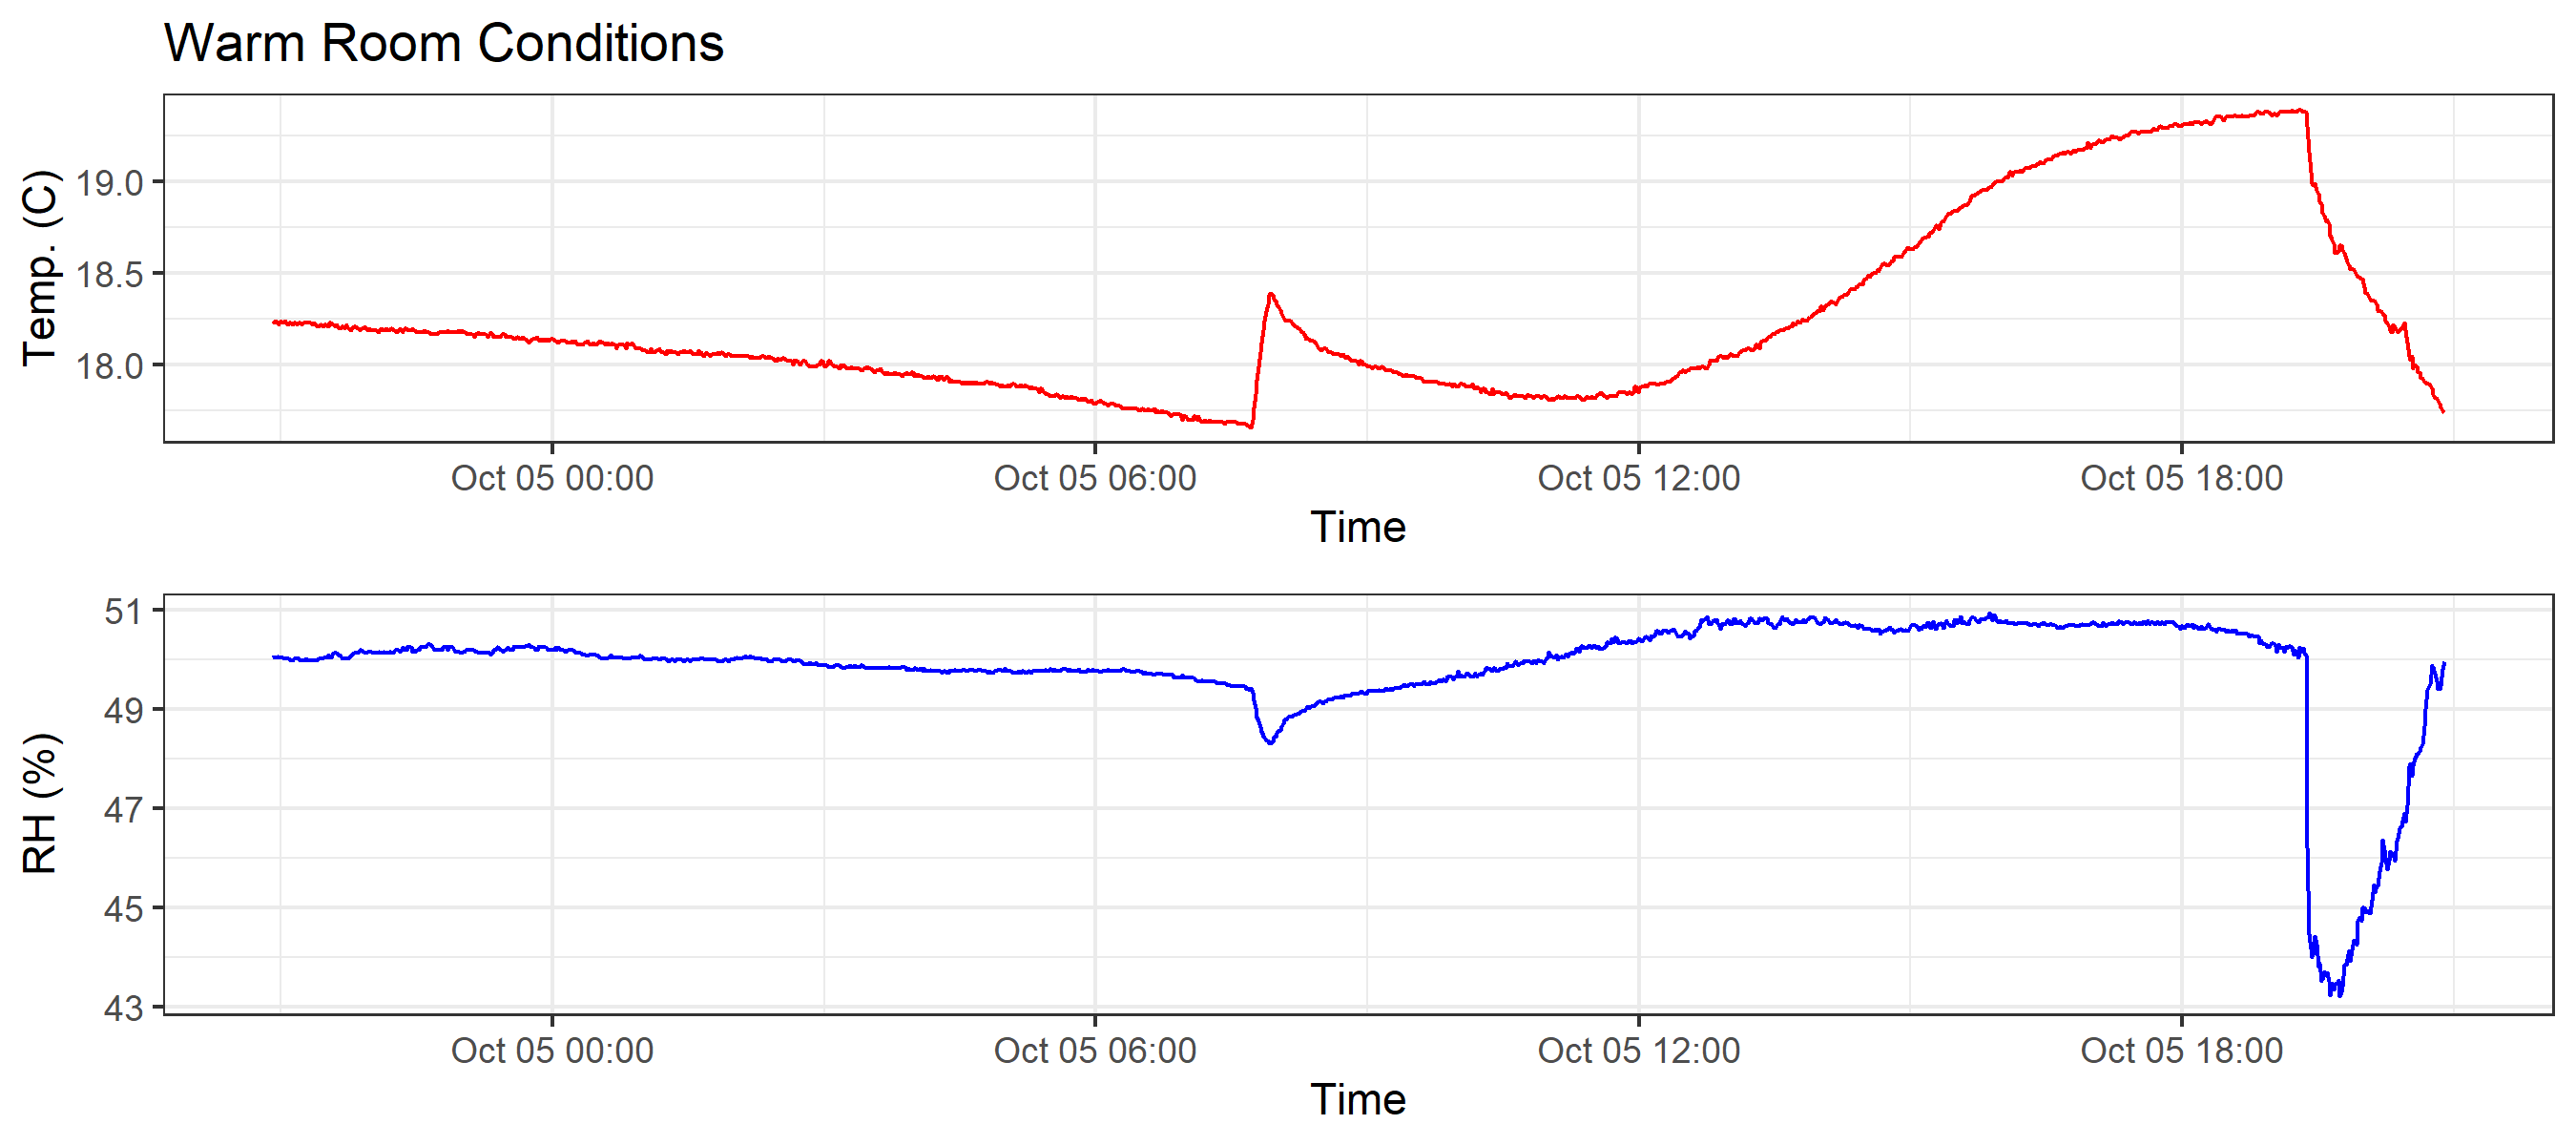 Warm Room Conditions
Temp. (C)
19.0
18.5
18.0
Oct 05 00:00 Oct 05 06:00 Oct 05 12:00 Oct 05 18:00
Time
RH (%)
51
49
47
45
43
Oct 05 00:00 Oct 05 06:00 Oct 05 12:00 Oct 05 18:00
Time